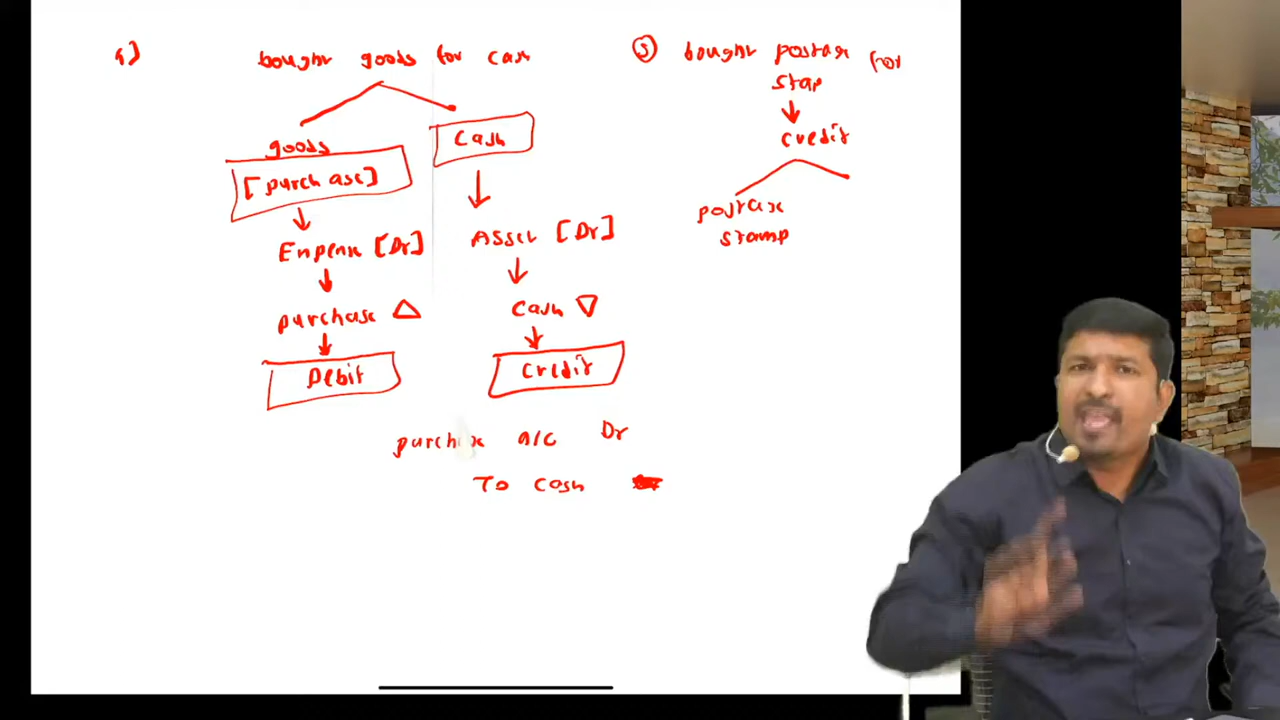 4) bought goods for cash
goods
[purchase]
Expense [Dr]
purchase △
Debit
Cash
Asset [Dr]
Cash ▽
Credit
purchase a/c Dr
To cash
5) bought postage for
stap
credit
postage
stamp